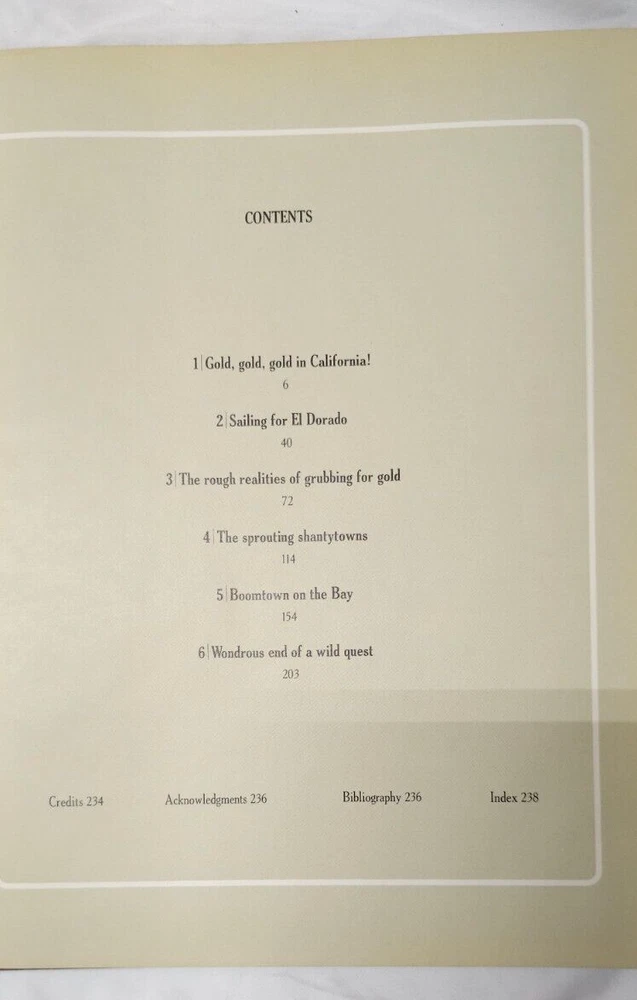 CONTENTS
1|Gold, gold, gold in California!
6
2|Sailing for El Dorado
40
3|The rough realities of grubbing for gold
72
4|The sprouting shantytowns
114
5|Boomtown on the Bay
154
6|Wondrous end of a wild quest
203
Credits 234 Acknowledgments 236 Bibliography 236 Index 238